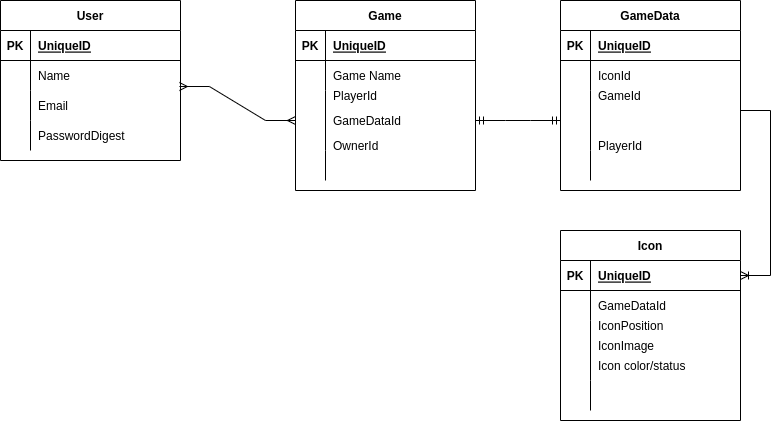 User
PK UniqueID
Name
Email
PasswordDigest
Game
PK UniqueID
Game Name
PlayerId
GameDataId
OwnerId
GameData
PK UniqueID
IconId
GameId
PlayerId
Icon
PK UniqueID
GameDataId
IconPosition
IconImage
Icon color/status